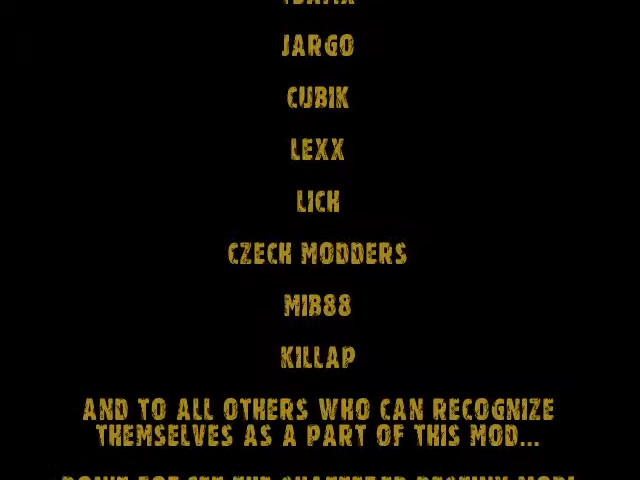 JARGO
CUBIK
LEXX
LICH
CZECH MODDERS
MIB88
KILLAP
AND TO ALL OTHERS WHO CAN RECOGNIZE
THEMSELVES AS A PART OF THIS MOD...